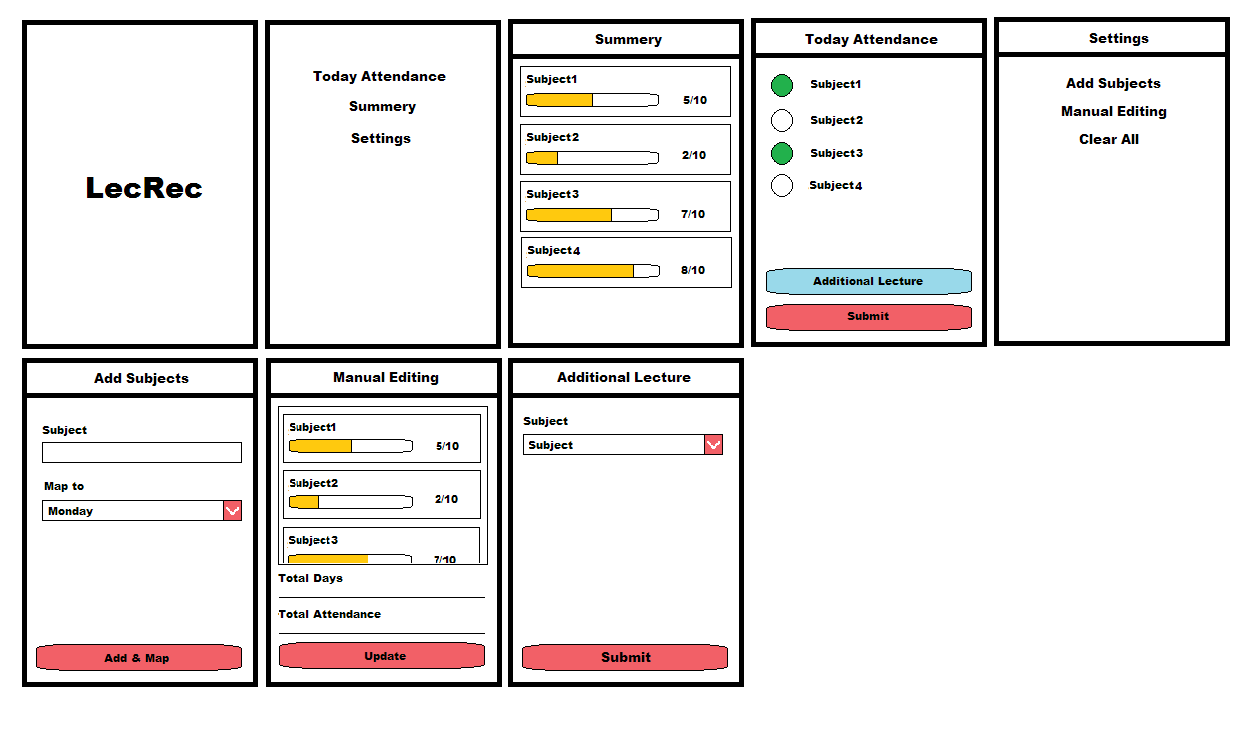 LecRec
Today Attendance
Summery
Settings
Summery
Subject1
5/10
Subject2
2/10
Subject3
7/10
Subject4
8/10
Today Attendance
Subject1
Subject2
Subject3
Subject4
Additional Lecture
Submit
Settings
Add Subjects
Manual Editing
Clear All
Add Subjects
Subject
Map to
Monday
Add & Map
Manual Editing
Subject1
5/10
Subject2
2/10
Subject3
7/10
Total Days
Total Attendance
Update
Additional Lecture
Subject
Subject
Submit